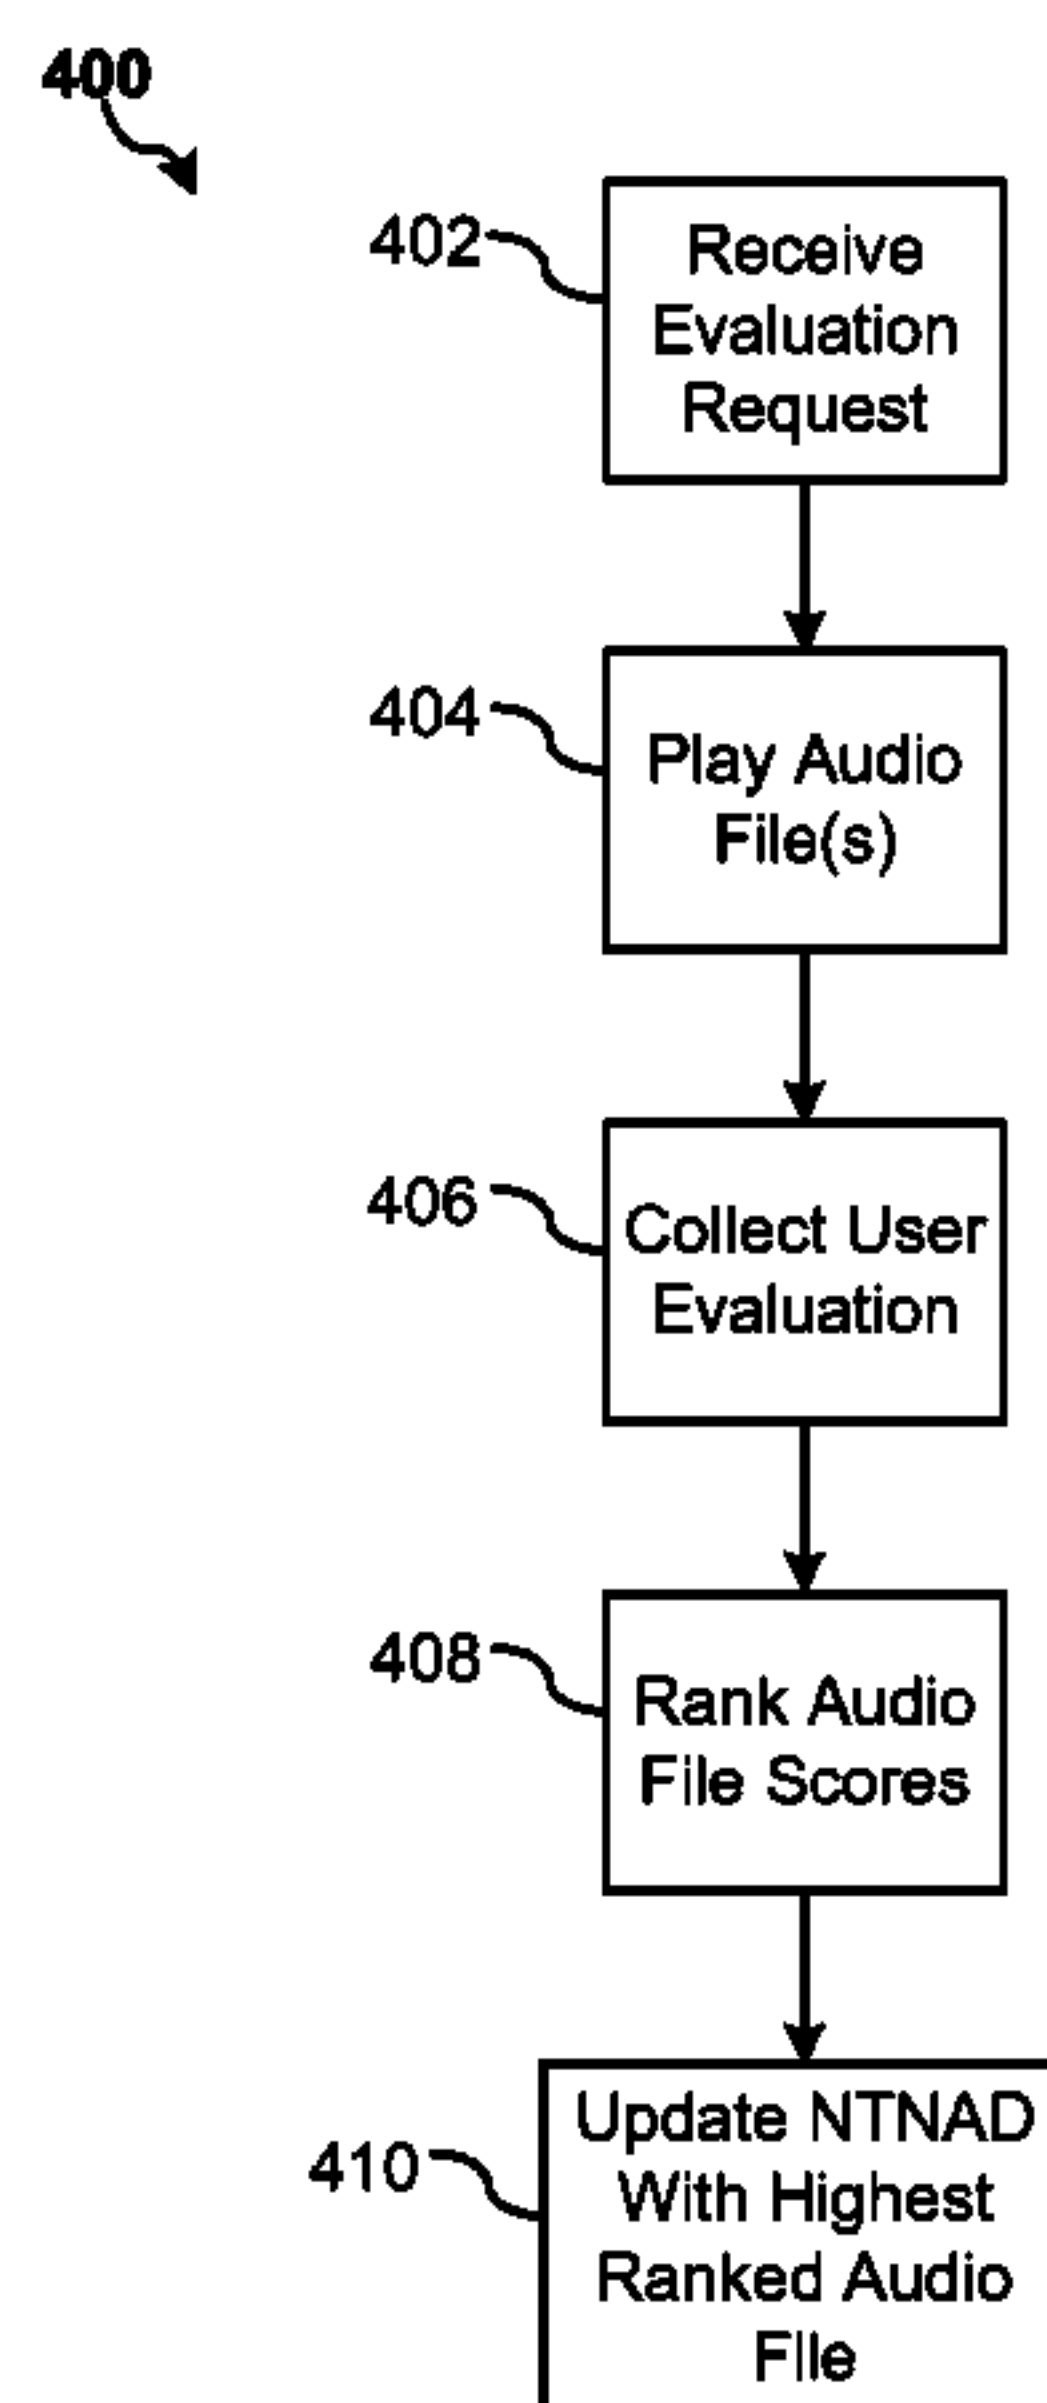 400
402
Receive
Evaluation
Request
404
Play Audio
File(s)
406
Collect User
Evaluation
408
Rank Audio
File Scores
410
Update NTNAD
With Highest
Ranked Audio
File